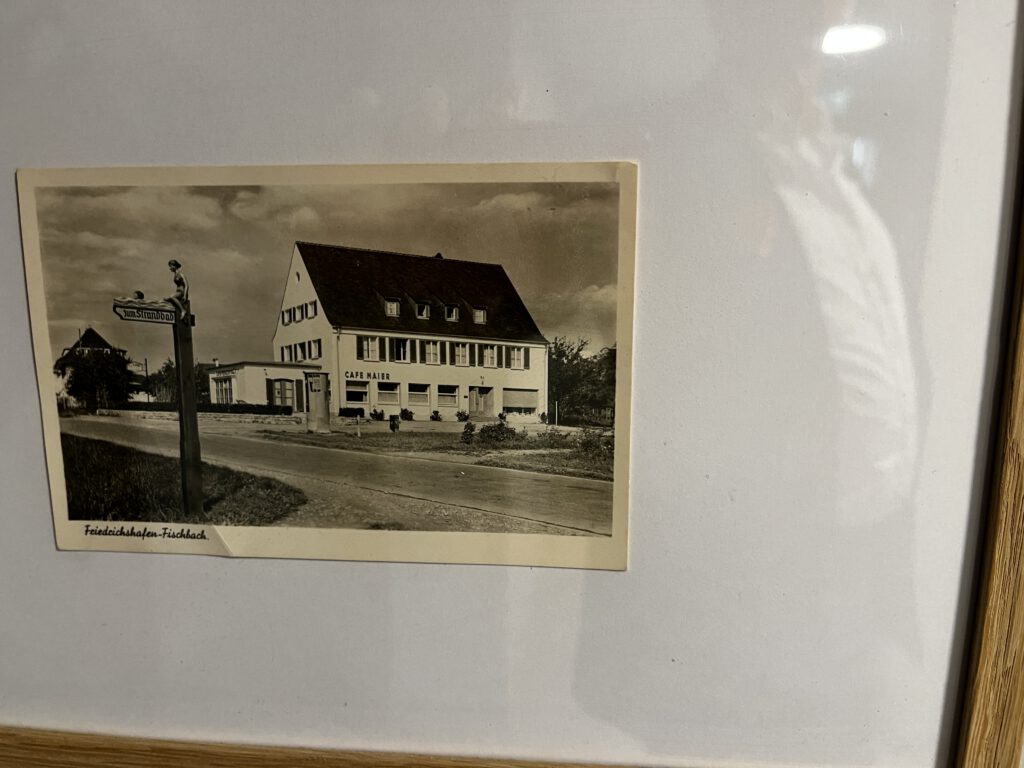 zum Strandbad
CAFE MAIER
Friedrichshafen-Fischbach.